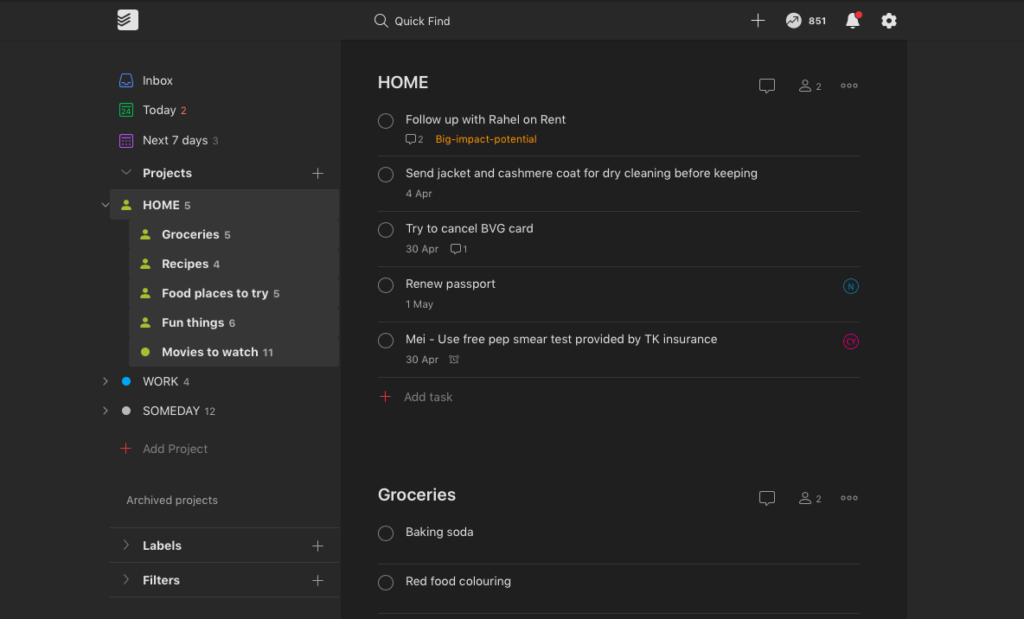 Quick Find
851
Inbox
24
Today 2
Next 7 days 3
Projects
HOME 5
Groceries 5
Recipes 4
Food places to try 5
Fun things 6
Movies to watch 11
WORK 4
SOMEDAY 12
Add Project
Archived projects
Labels
Filters
HOME
2
Follow up with Rahel on Rent
2 Big-impact-potential
Send jacket and cashmere coat for dry cleaning before keeping
4 Apr
Try to cancel BVG card
30 Apr 1
Renew passport
N
1 May
Mei - Use free pep smear test provided by TK insurance
CY
30 Apr
Add task
Groceries
2
Baking soda
Red food colouring